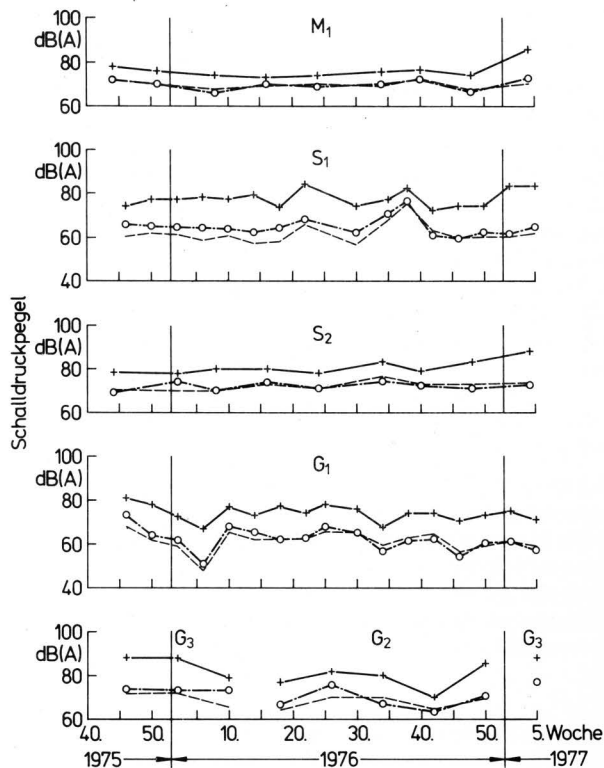 100
dB(A)
80
60
M1
100
dB(A)
80
60
40
S1
100
dB(A)
80
60
S2
100
dB(A)
80
60
40
G1
100
dB(A)
80
60
G3 G2 G3
Schalldruckpegel
40. 50. 10. 20. 30. 40. 50. 5. Woche
1975 1976 1977